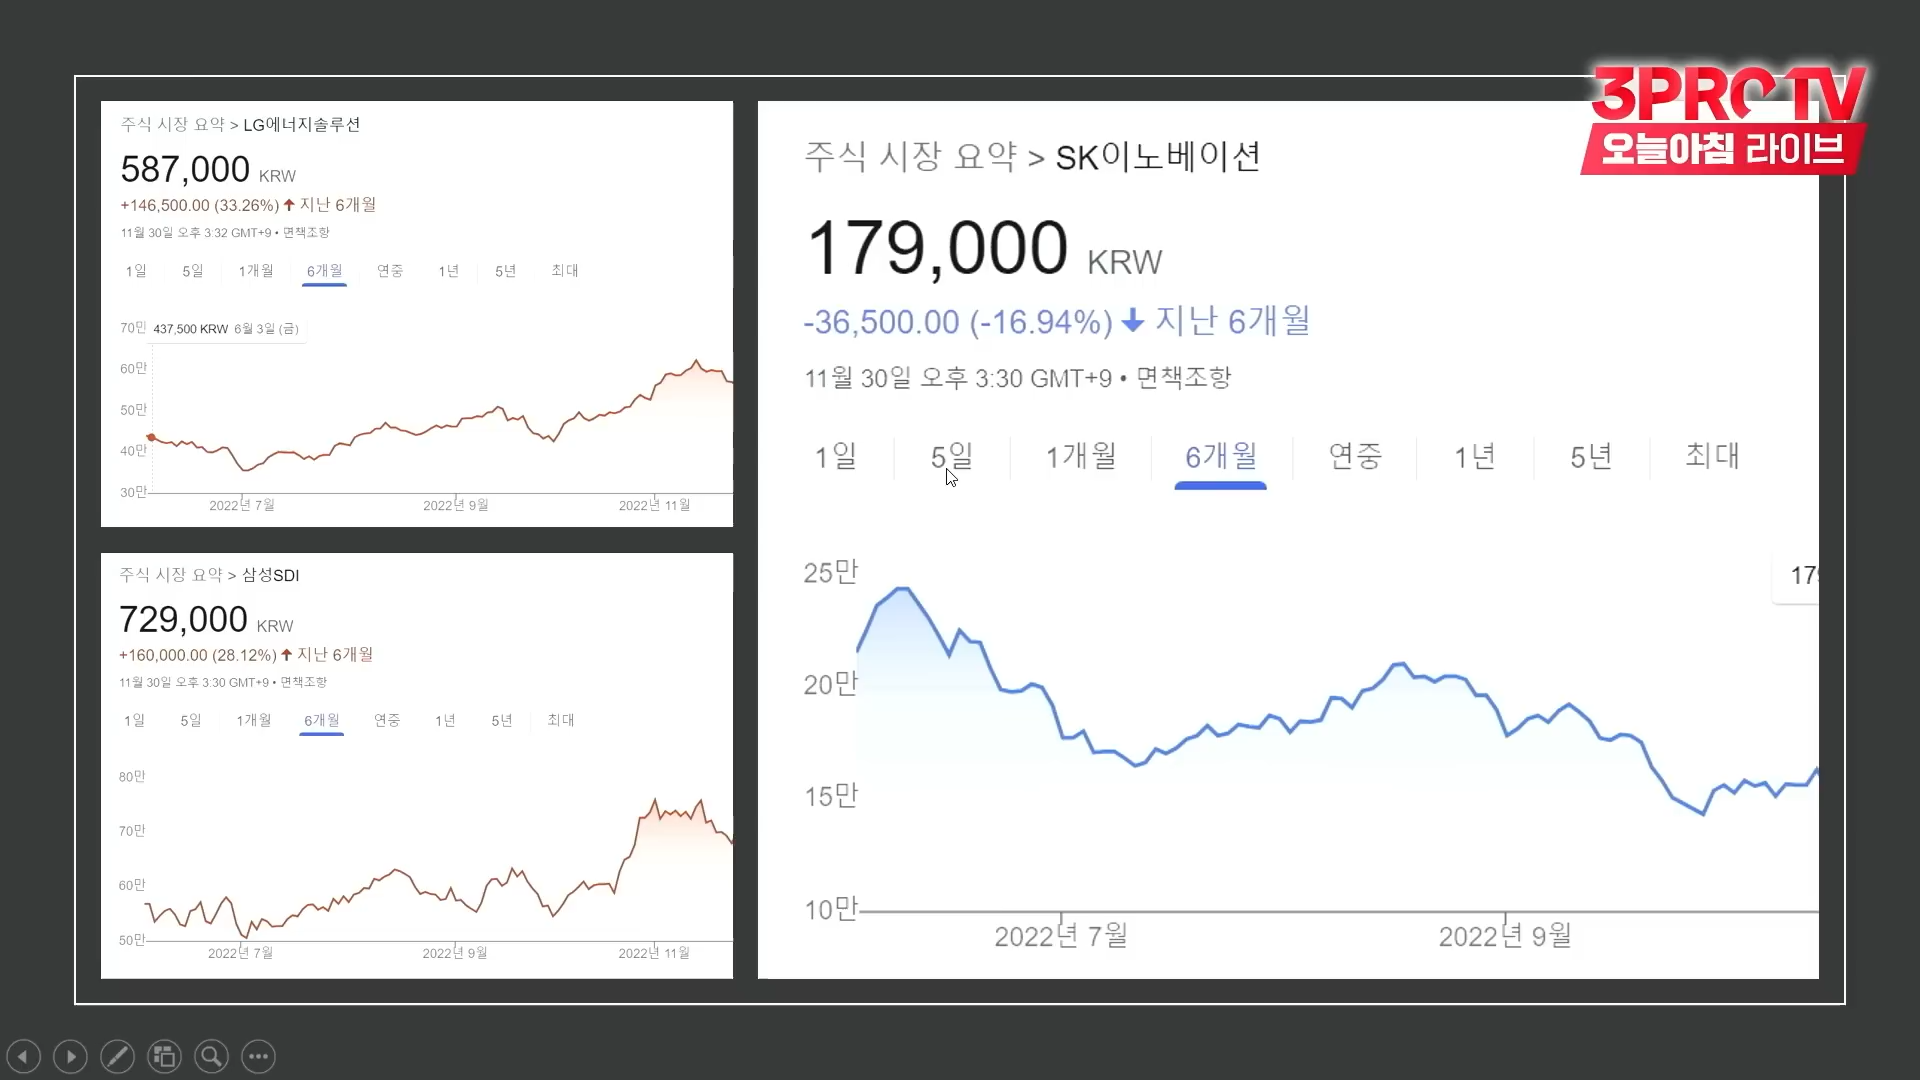 3PROTV
오늘아침 라이브
주식 시장 요약 > LG에너지솔루션
587,000 KRW
+146,500.00 (33.26%) ↑ 지난 6개월
11월 30일 오후 3:32 GMT+9 • 면책조항
1일 5일 1개월 6개월 연중 1년 5년 최대
70만
437,500 KRW 6월 3일 (금)
60만
50만
40만
30만
2022년 7월 2022년 9월 2022년 11월
주식 시장 요약 > 삼성SDI
729,000 KRW
+160,000.00 (28.12%) ↑ 지난 6개월
11월 30일 오후 3:30 GMT+9 • 면책조항
1일 5일 1개월 6개월 연중 1년 5년 최대
80만
70만
60만
50만
2022년 7월 2022년 9월 2022년 11월
주식 시장 요약 > SK이노베이션
179,000 KRW
-36,500.00 (-16.94%) ↓ 지난 6개월
11월 30일 오후 3:30 GMT+9 • 면책조항
1일 5일 1개월 6개월 연중 1년 5년 최대
25만
20만
15만
10만
2022년 7월 2022년 9월